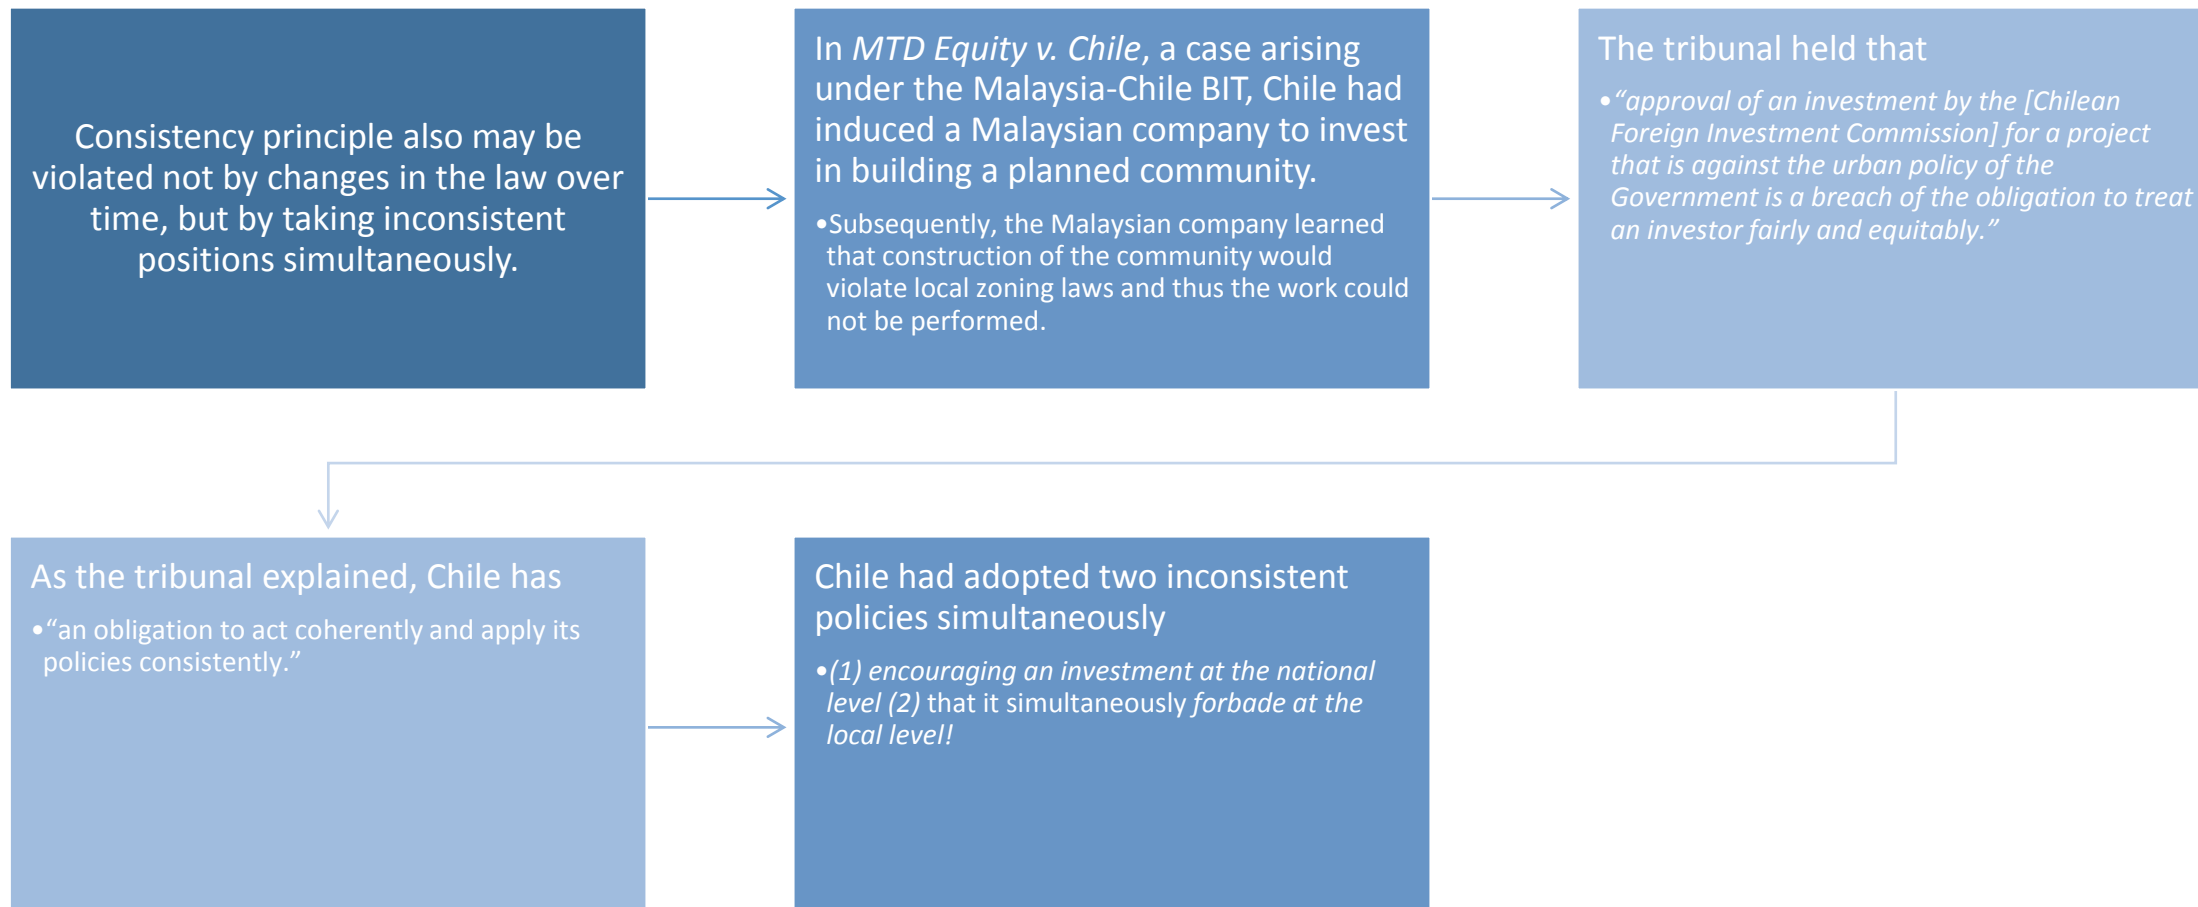 Consistency principle also may be
violated not by changes in the law over
time, but by taking inconsistent
positions simultaneously.
In MTD Equity v. Chile, a case arising
under the Malaysia-Chile BIT, Chile had
induced a Malaysian company to invest
in building a planned community.
•Subsequently, the Malaysian company learned
that construction of the community would
violate local zoning laws and thus the work could
not be performed.
The tribunal held that
•“approval of an investment by the [Chilean
Foreign Investment Commission] for a project
that is against the urban policy of the
Government is a breach of the obligation to treat
an investor fairly and equitably.”
As the tribunal explained, Chile has
•“an obligation to act coherently and apply its
policies consistently.”
Chile had adopted two inconsistent
policies simultaneously
•(1) encouraging an investment at the national
level (2) that it simultaneously forbade at the
local level!